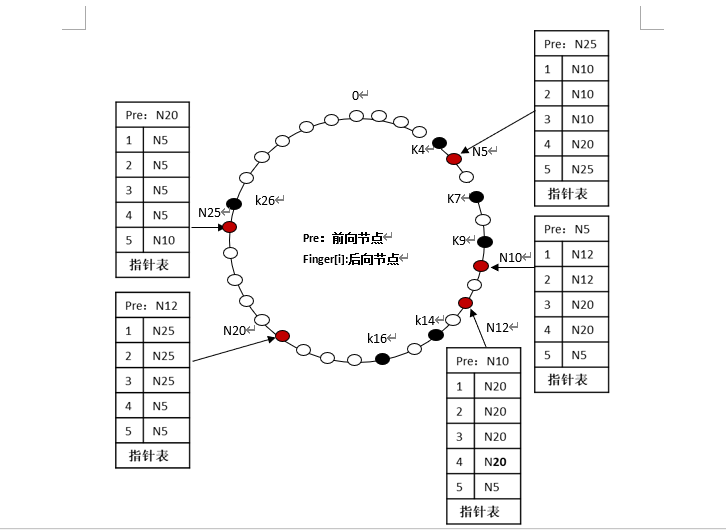 0↵
K4↵
N5↵
K7↵
K9↵
N10↵
N12↵
k14↵
k16↵
N20↵
N25↵
k26↵
Pre：前向节点↵
Finger[i]:后向节点↵
Pre：N25
1 N10
2 N10
3 N10
4 N20
5 N25
指针表
Pre：N5
1 N12
2 N12
3 N20
4 N20
5 N5
指针表
Pre：N10
1 N20
2 N20
3 N20
4 N20
5 N5
指针表
Pre：N12
1 N25
2 N25
3 N25
4 N5
5 N5
指针表
Pre：N20
1 N5
2 N5
3 N5
4 N5
5 N10
指针表